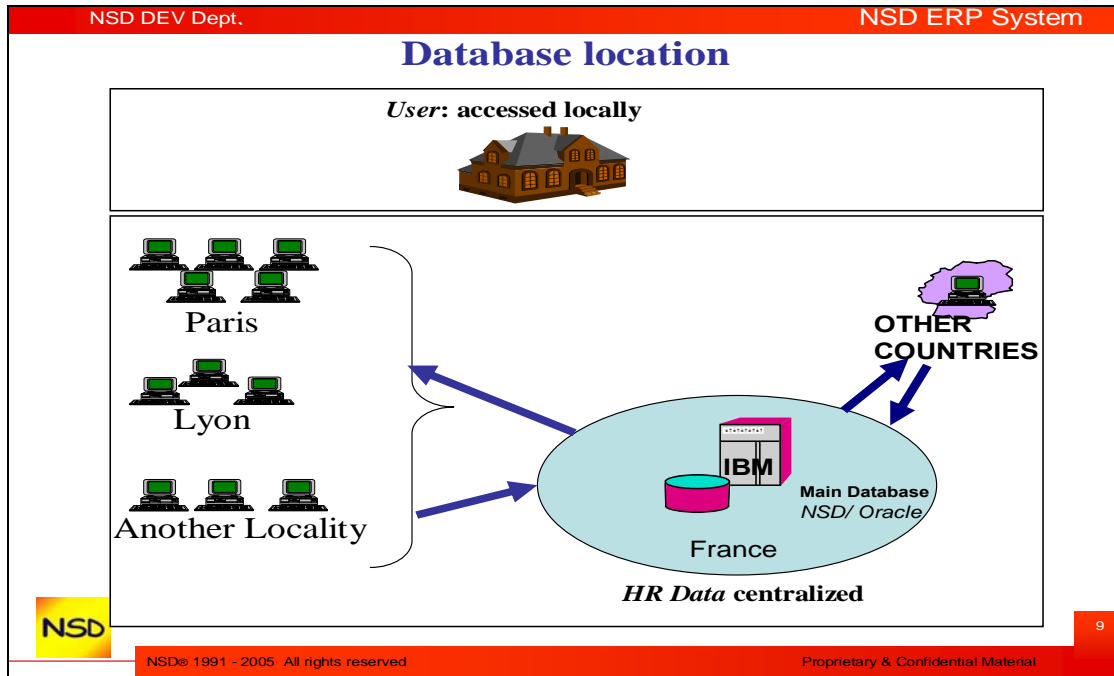 NSD DEV Dept、
NSD ERP System
Database location
User: accessed locally
Paris
Lyon
Another Locality
OTHER
COUNTRIES
IBM
Main Database
NSD/ Oracle
France
HR Data centralized
NSD
9
NSD® 1991 - 2005 All rights reserved
Proprietary & Confidential Material